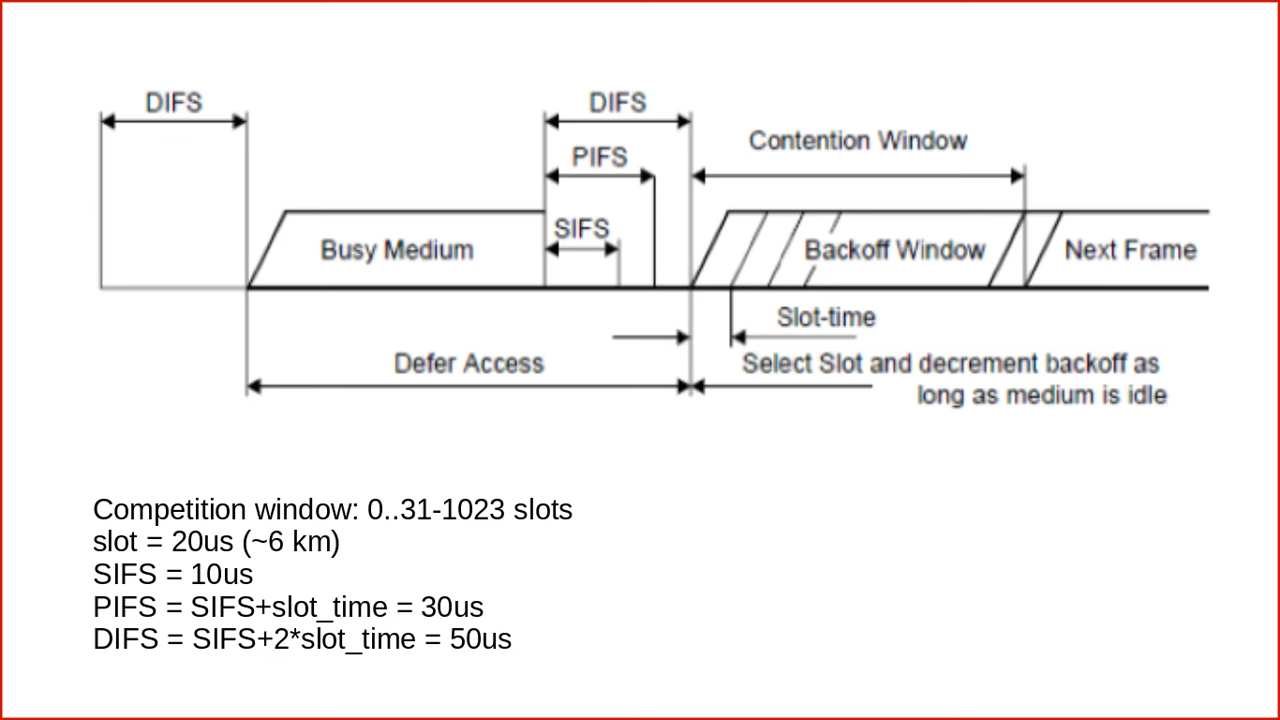 DIFS
DIFS
Contention Window
PIFS
SIFS
Busy Medium
Backoff Window
Next Frame
Slot-time
Defer Access
Select Slot and decrement backoff as
long as medium is idle
Competition window: 0..31-1023 slots
slot = 20us (~6 km)
SIFS = 10us
PIFS = SIFS+slot_time = 30us
DIFS = SIFS+2*slot_time = 50us